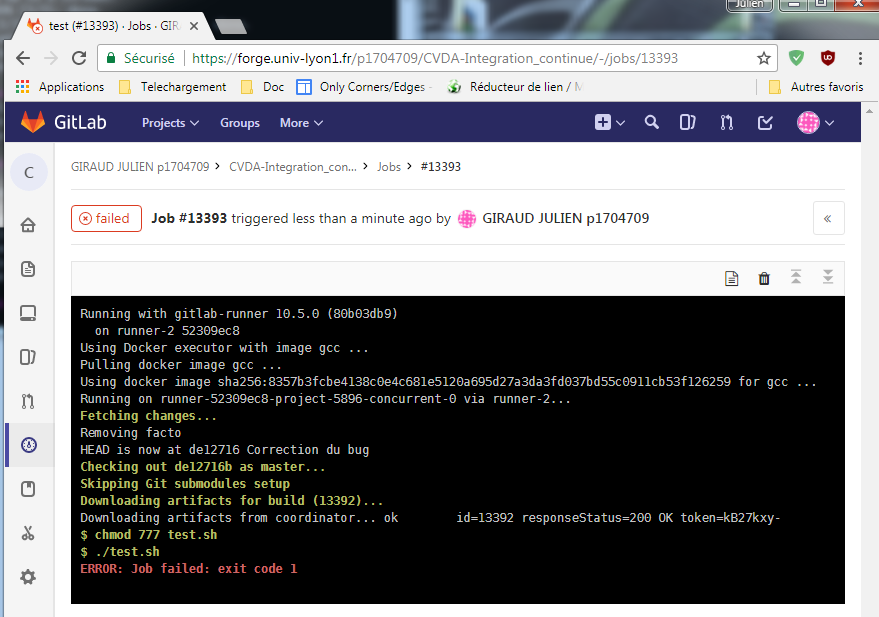 Julien
test (#13393) · Jobs · GIR
Sécurisé https://forge.univ-lyon1.fr/p1704709/CVDA-Integration_continue/-/jobs/13393
Applications Telechargement Doc Only Corners/Edges Réducteur de lien / Autres favoris
GitLab Projects Groups More
C GIRAUD JULIEN p1704709 > CVDA-Integration_con... > Jobs > #13393
failed Job #13393 triggered less than a minute ago by GIRAUD JULIEN p1704709 «
Running with gitlab-runner 10.5.0 (80b03db9)
on runner-2 52309ec8
Using Docker executor with image gcc ...
Pulling docker image gcc ...
Using docker image sha256:8357b3fcbe4138c0e4c681e5120a695d27a3da3fd037bd55c0911cb53f126259 for gcc ...
Running on runner-52309ec8-project-5896-concurrent-0 via runner-2...
Fetching changes...
Removing facto
HEAD is now at de12716 Correction du bug
Checking out de12716b as master...
Skipping Git submodules setup
Downloading artifacts for build (13392)...
Downloading artifacts from coordinator... ok id=13392 responseStatus=200 OK token=kB27kxy-
$ chmod 777 test.sh
$ ./test.sh
ERROR: Job failed: exit code 1